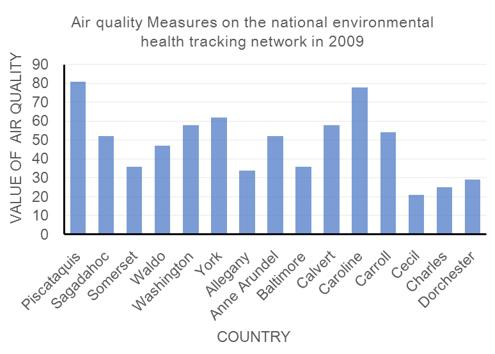 Air quality Measures on the national environmental
health tracking network in 2009
VALUE OF AIR QUALITY
90
80
70
60
50
40
30
20
10
0
Piscataquis
Sagadahoc
Somerset
Waldo
Washington
York
Allegany
Anne Arundel
Baltimore
Calvert
Caroline
Carroll
Cecil
Charles
Dorchester
COUNTRY